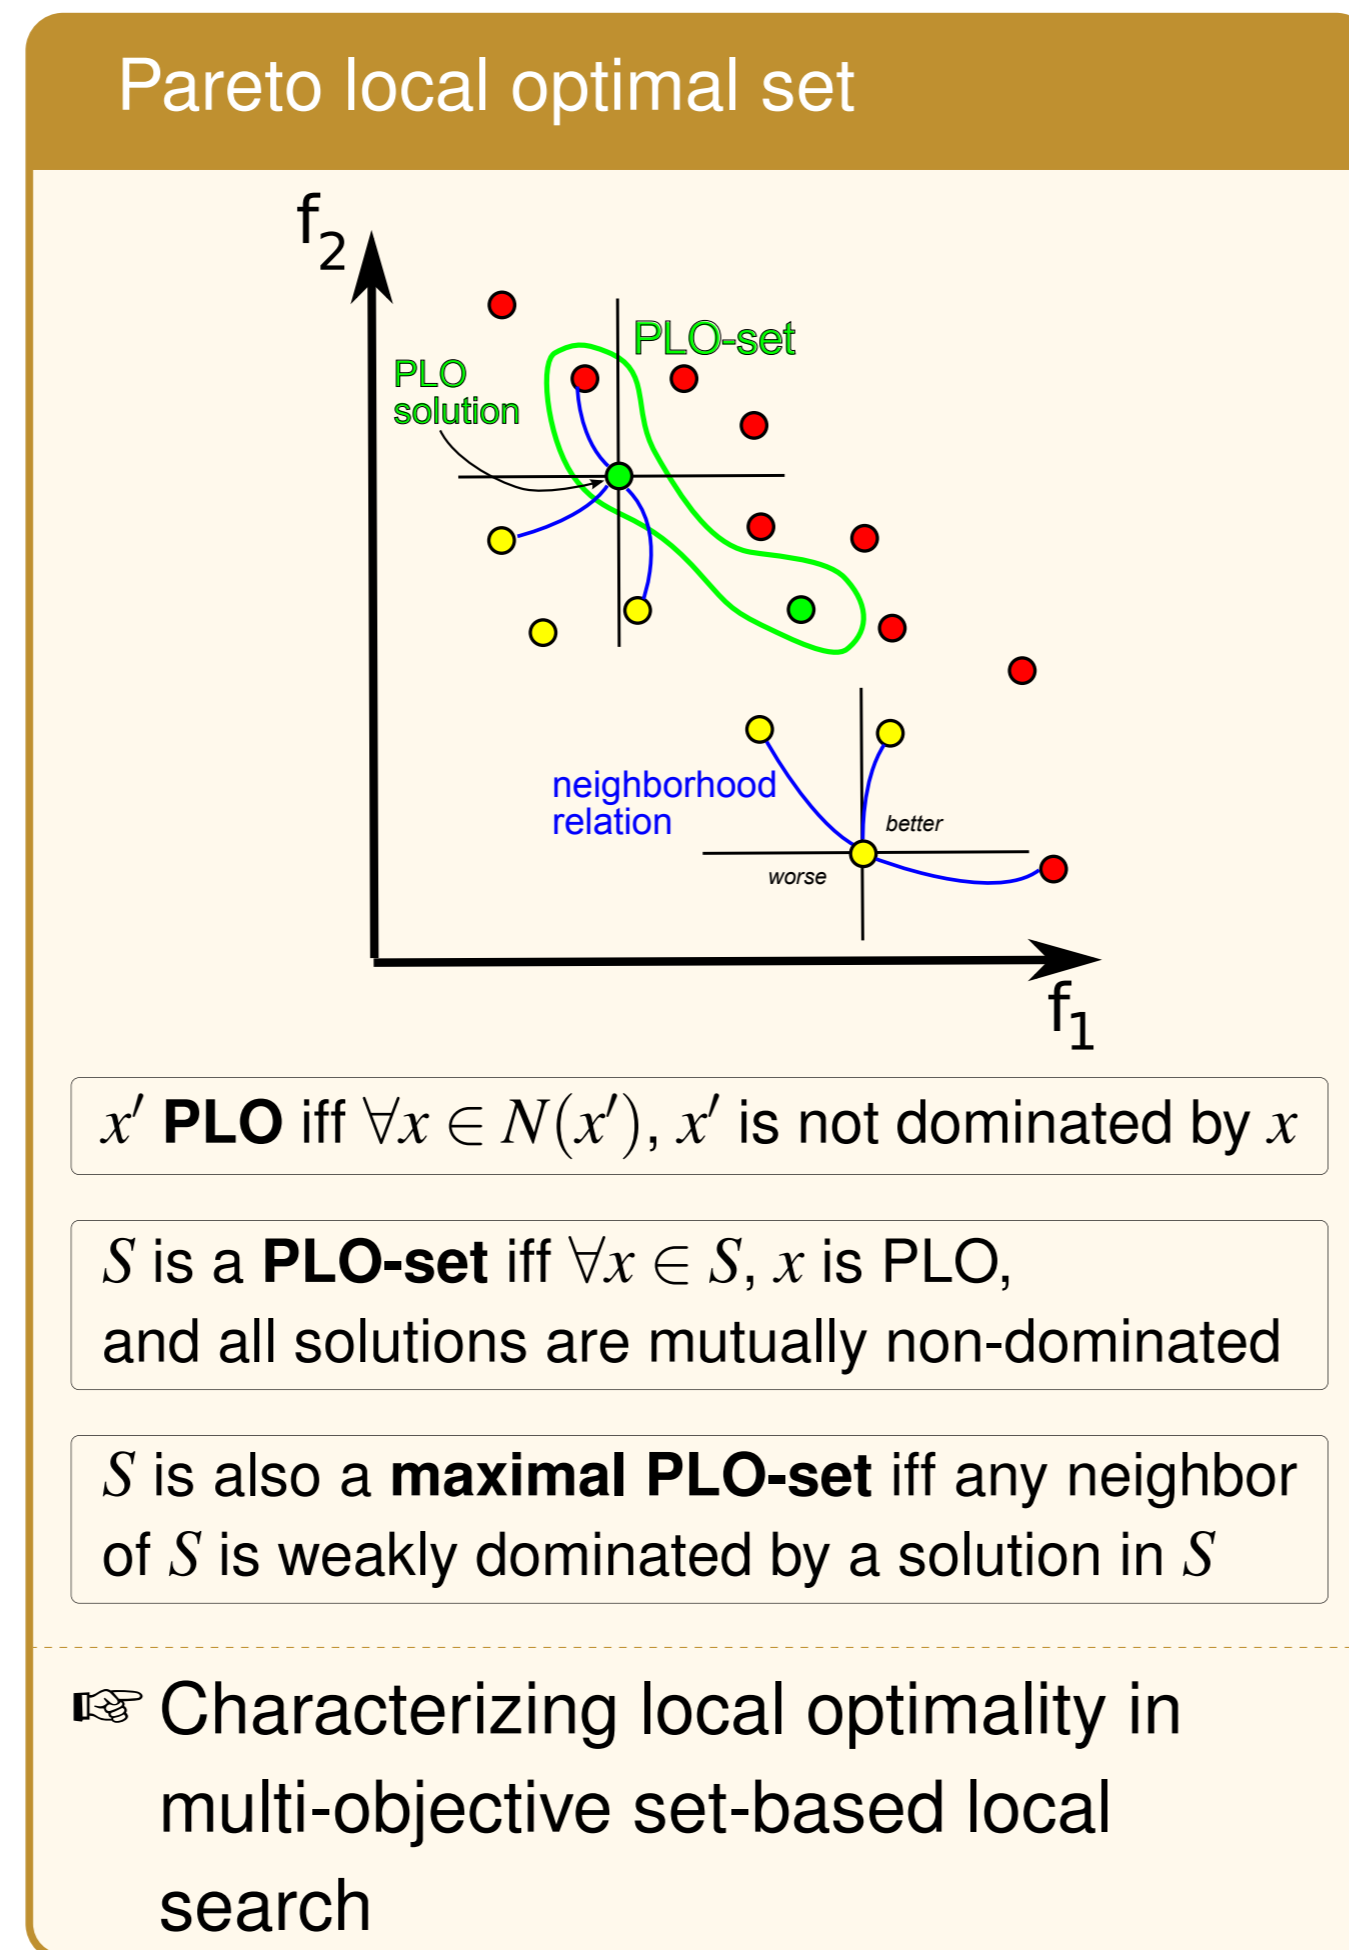 Pareto local optimal set
f₂
PLO-set
PLO
solution
neighborhood
relation
better
worse
f₁
x′ PLO iff ∀x ∈ N(x′), x′ is not dominated by x
S is a PLO-set iff ∀x ∈ S, x is PLO,
and all solutions are mutually non-dominated
S is also a maximal PLO-set iff any neighbor
of S is weakly dominated by a solution in S
☞ Characterizing local optimality in
multi-objective set-based local
search